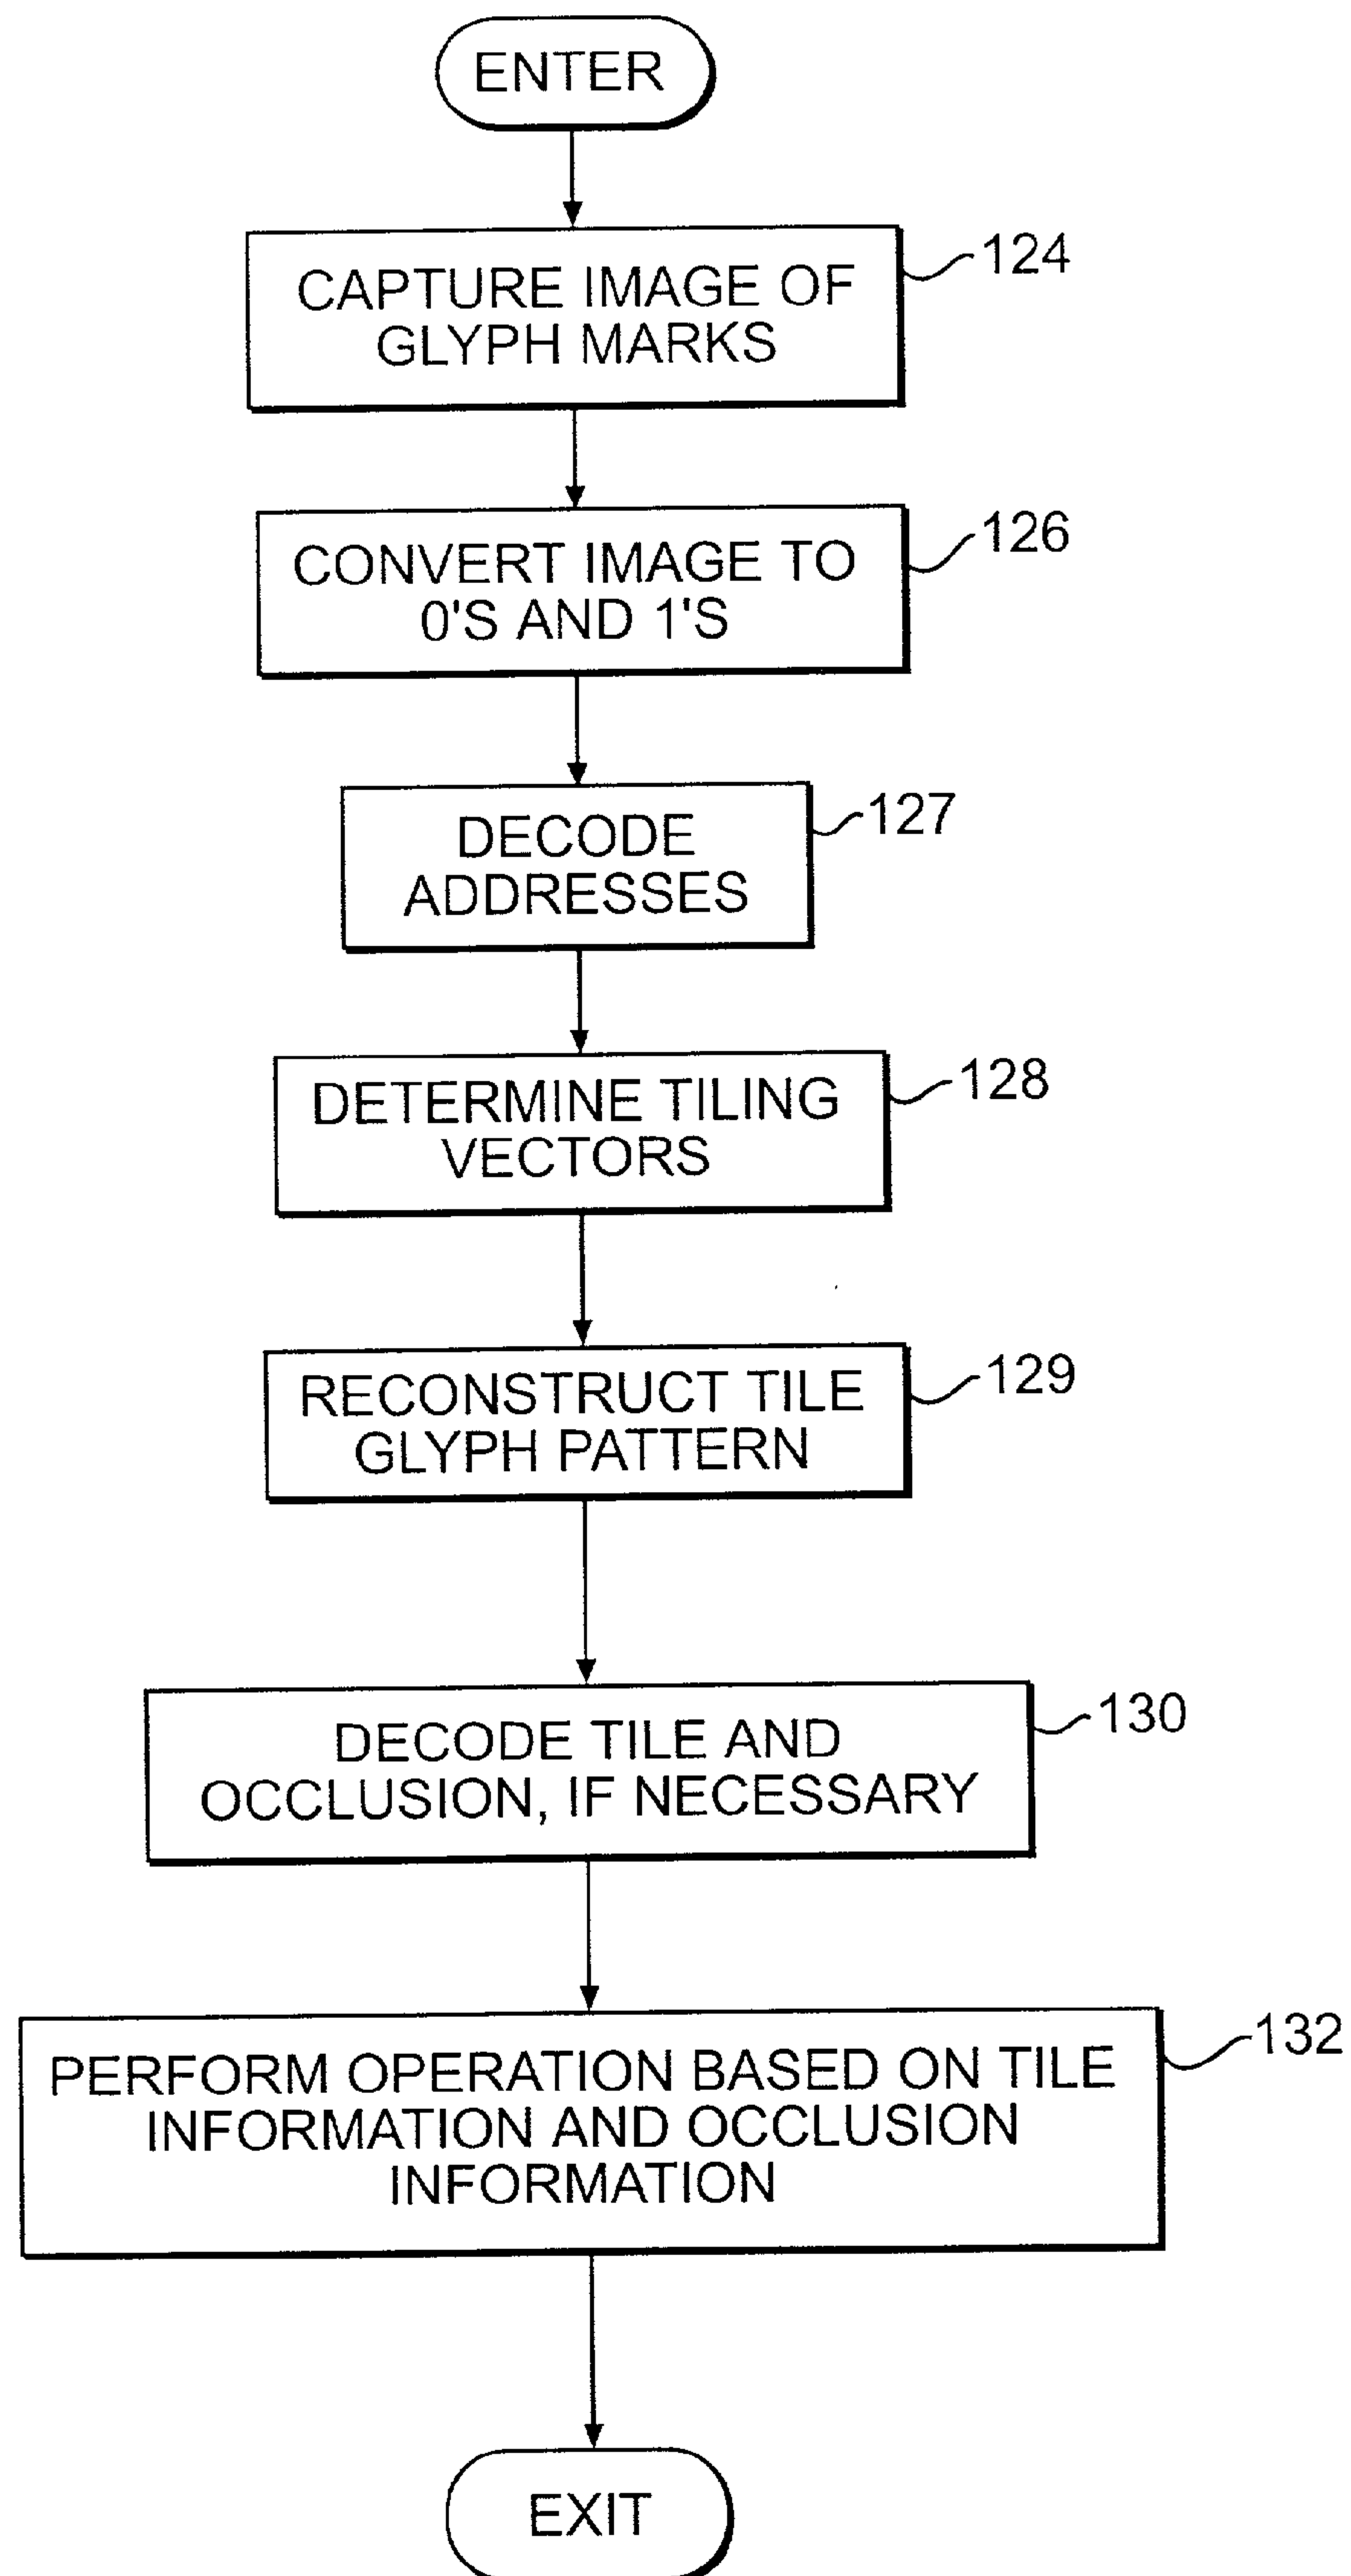 ENTER
CAPTURE IMAGE OF
GLYPH MARKS
124
CONVERT IMAGE TO
0'S AND 1'S
126
DECODE
ADDRESSES
127
DETERMINE TILING
VECTORS
128
RECONSTRUCT TILE
GLYPH PATTERN
129
DECODE TILE AND
OCCLUSION, IF NECESSARY
130
PERFORM OPERATION BASED ON TILE
INFORMATION AND OCCLUSION
INFORMATION
132
EXIT